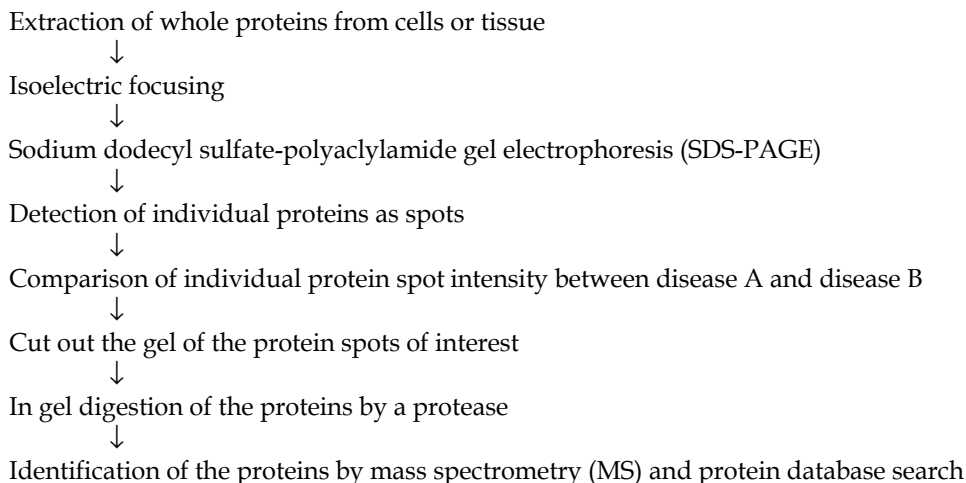 Extraction of whole proteins from cells or tissue
↓
Isoelectric focusing
↓
Sodium dodecyl sulfate-polyaclylamide gel electrophoresis (SDS-PAGE)
↓
Detection of individual proteins as spots
↓
Comparison of individual protein spot intensity between disease A and disease B
↓
Cut out the gel of the protein spots of interest
↓
In gel digestion of the proteins by a protease
↓
Identification of the proteins by mass spectrometry (MS) and protein database search